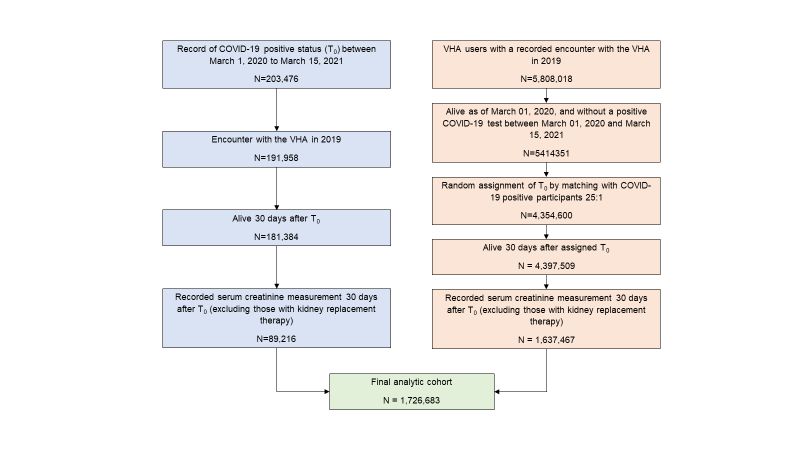 Record of COVID-19 positive status (T0) between
March 1, 2020 to March 15, 2021
N=203,476
Encounter with the VHA in 2019
N=191,958
Alive 30 days after T0
N=181,384
Recorded serum creatinine measurement 30 days
after T0 (excluding those with kidney replacement
therapy)
N=89,216
VHA users with a recorded encounter with the VHA
in 2019
N=5,808,018
Alive as of March 01, 2020, and without a positive
COVID-19 test between March 01, 2020 and March
15, 2021
N=5414351
Random assignment of T0 by matching with COVID-
19 positive participants 25:1
N=4,354,600
Alive 30 days after assigned T0
N = 4,397,509
Recorded serum creatinine measurement 30 days
after T0 (excluding those with kidney replacement
therapy)
N = 1,637,467
Final analytic cohort
N = 1,726,683